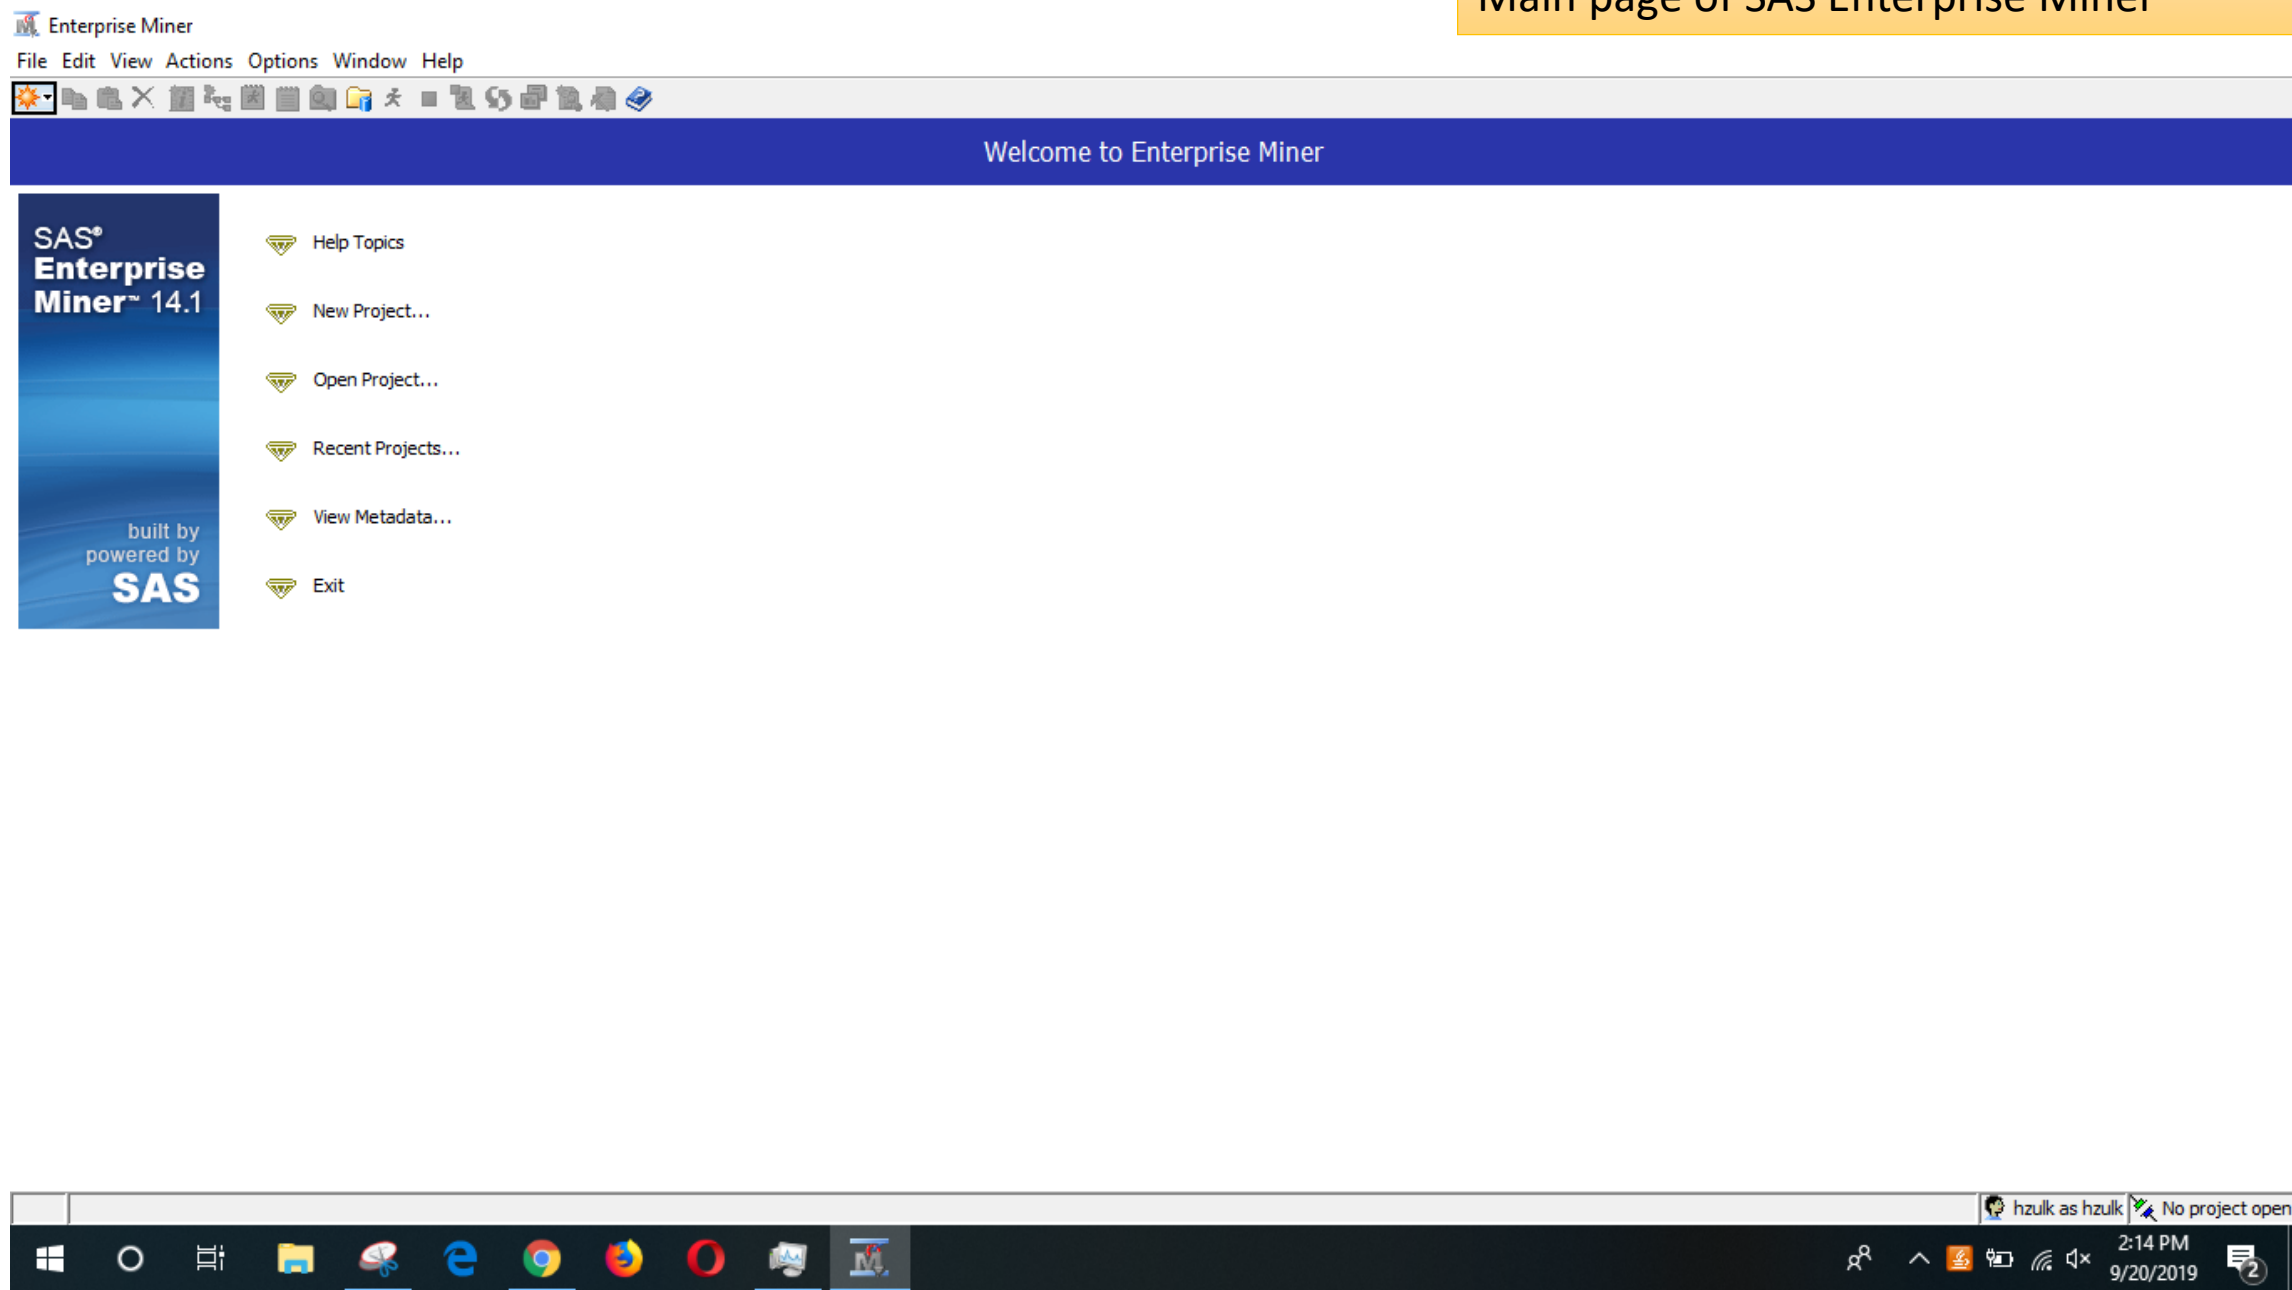 Main page of SAS Enterprise Miner
Enterprise Miner
File Edit View Actions Options Window Help
Welcome to Enterprise Miner
SAS®
Enterprise
Miner™ 14.1
built by
powered by
SAS
Help Topics
New Project...
Open Project...
Recent Projects...
View Metadata...
Exit
hzulk as hzulk No project open
2:14 PM
9/20/2019
2